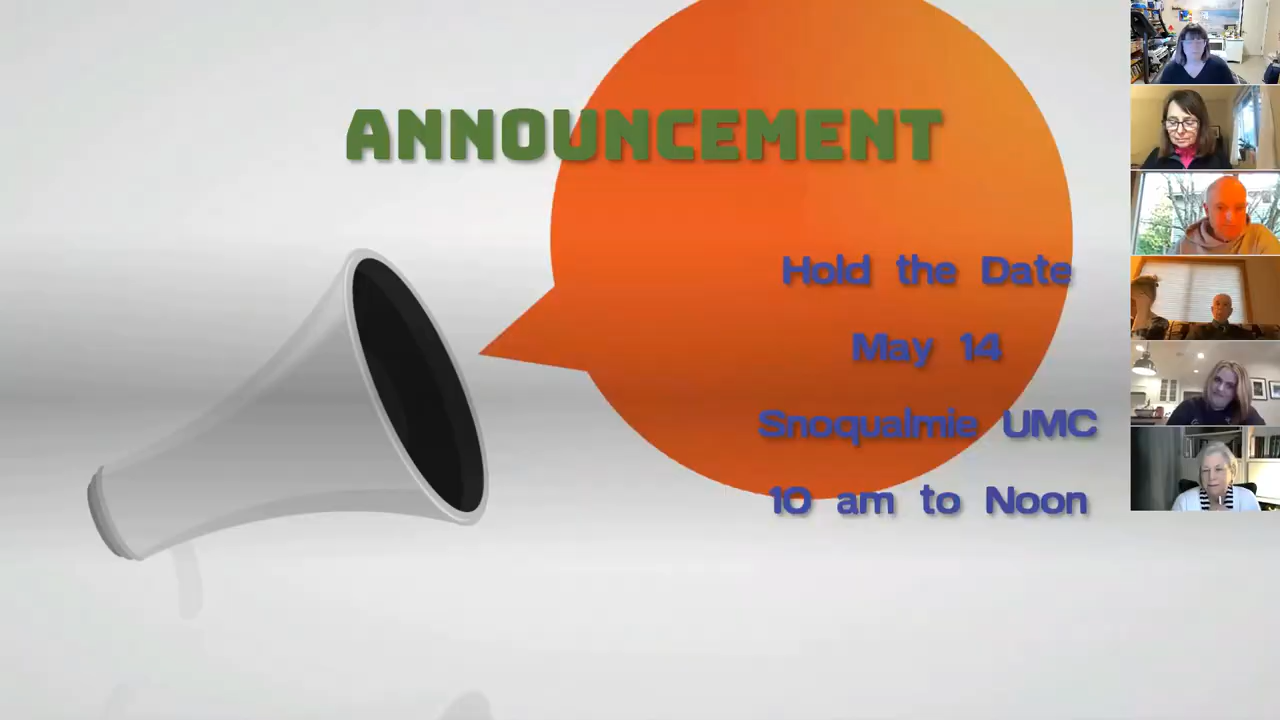 ANNOUNCEMENT
Hold the Date
May 14
Snoqualmie UMC
10 am to Noon